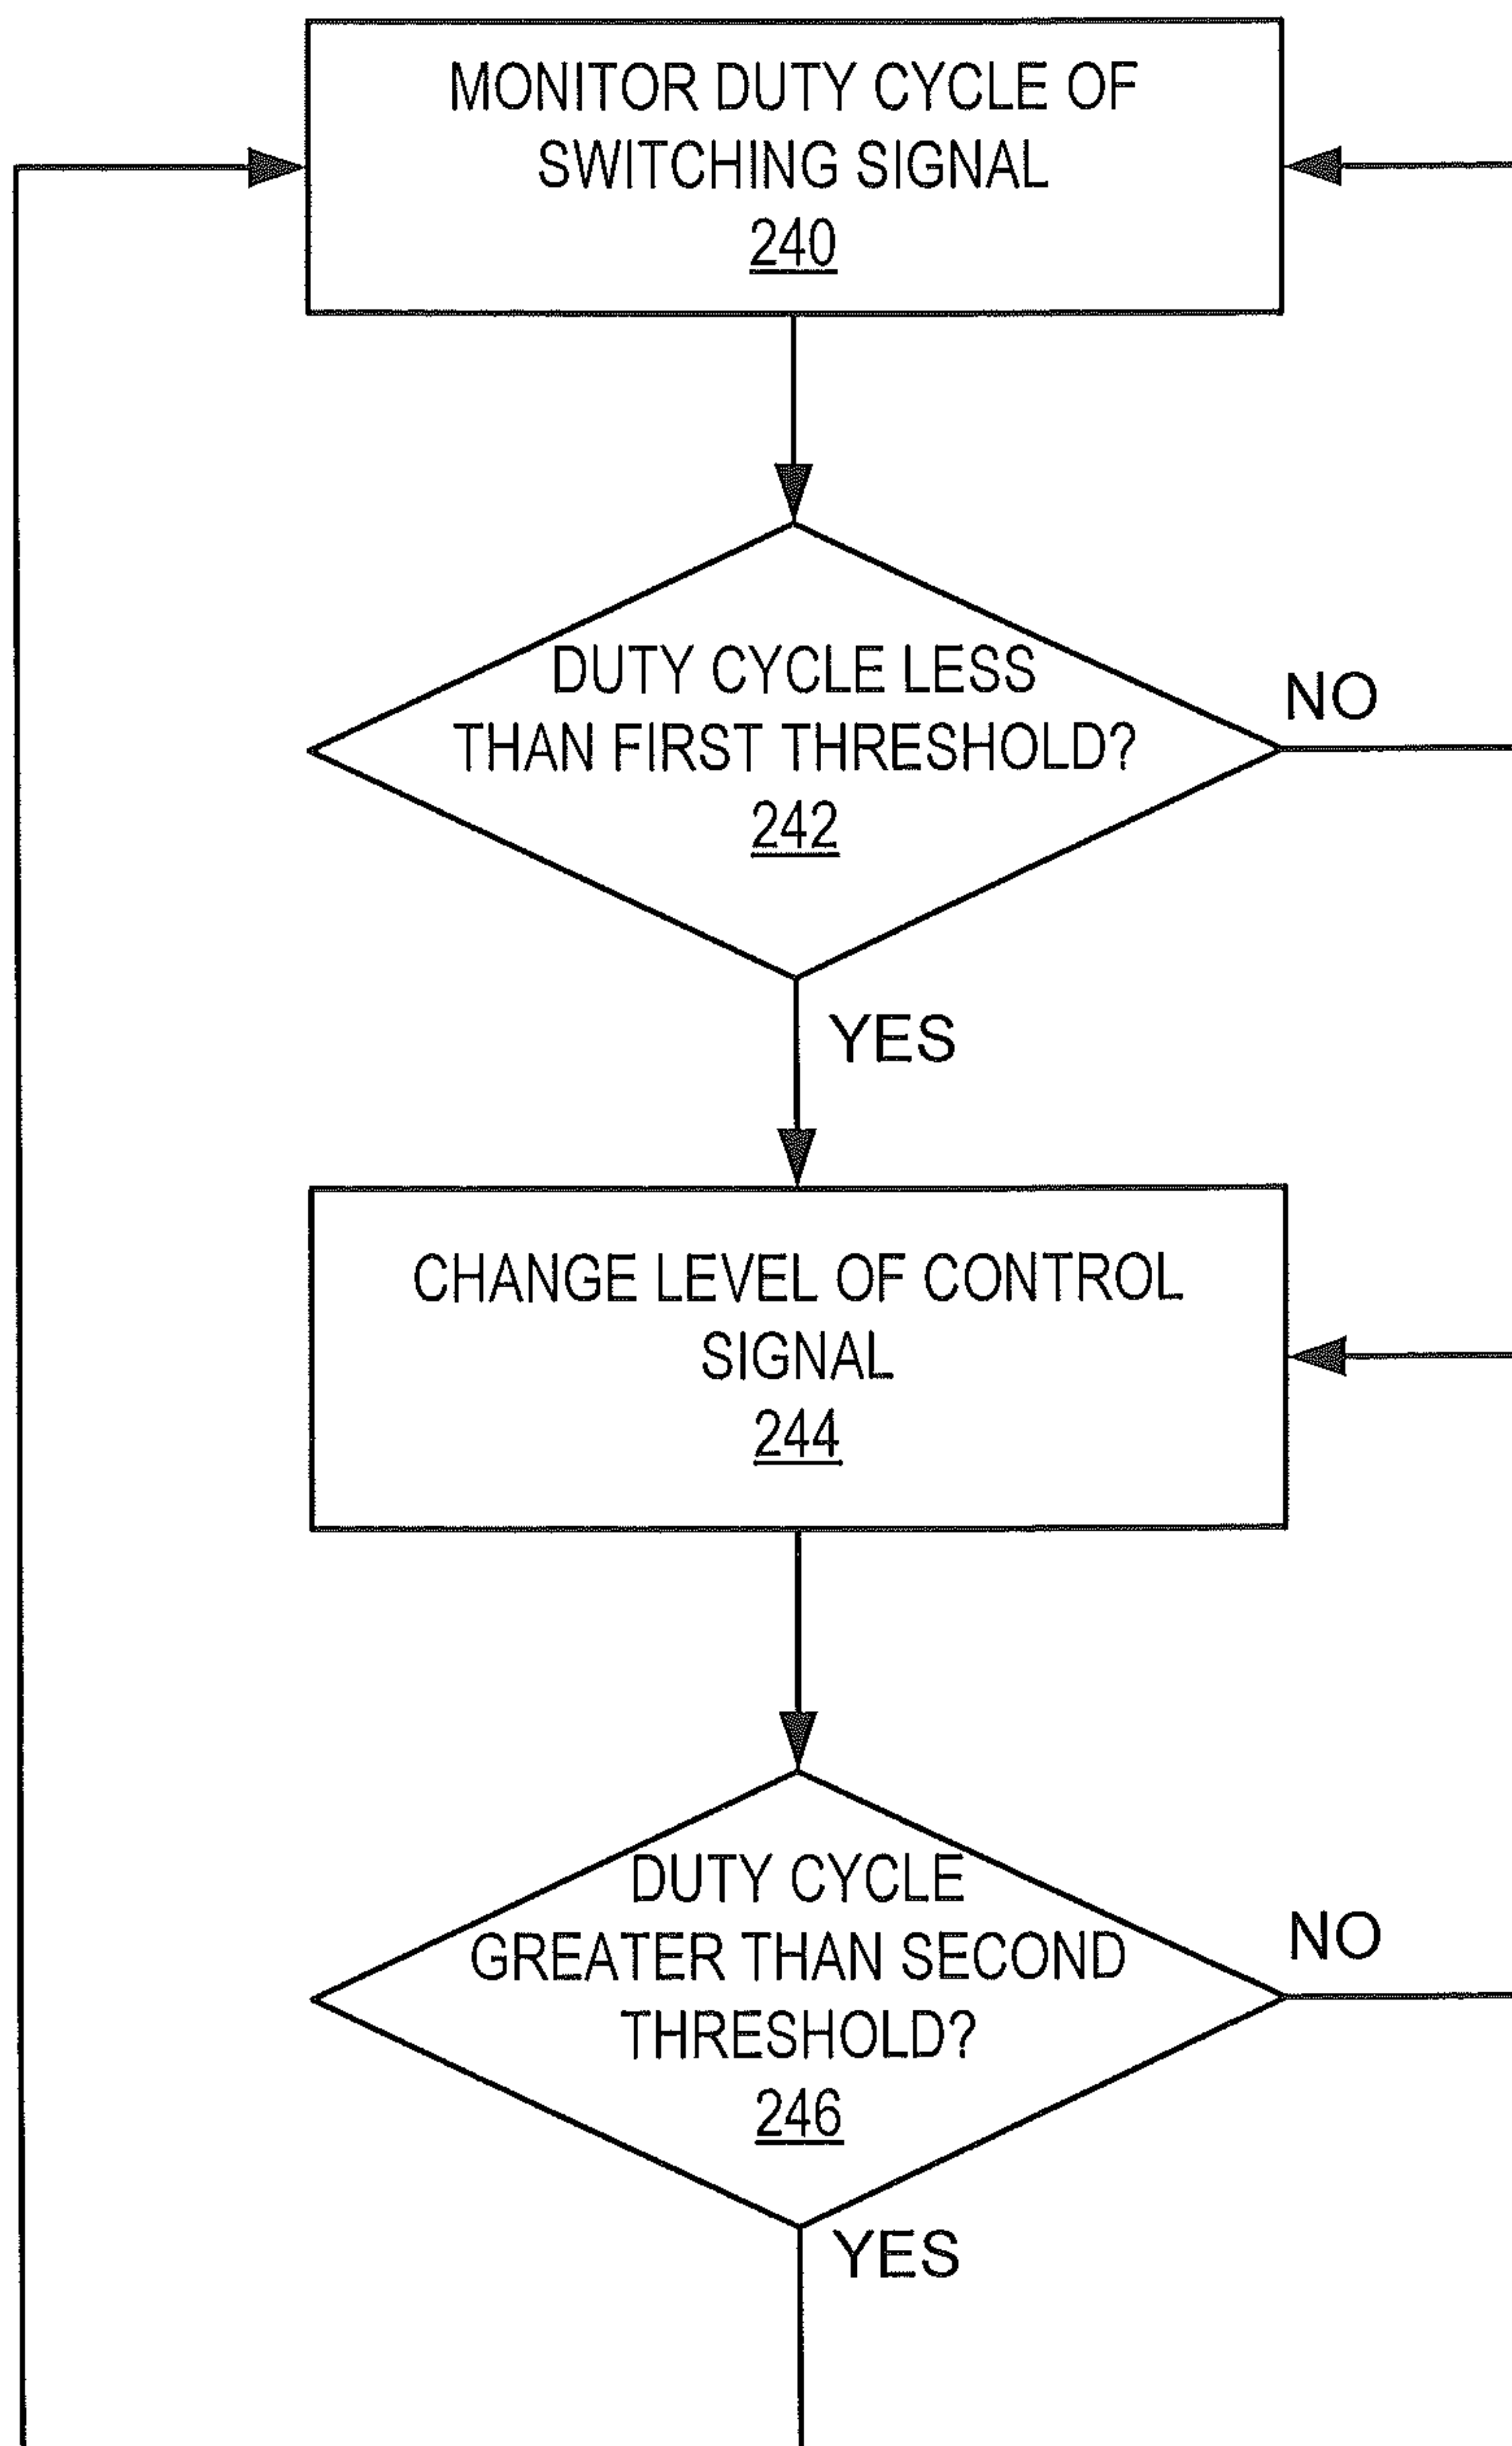 MONITOR DUTY CYCLE OF
SWITCHING SIGNAL
240
DUTY CYCLE LESS
THAN FIRST THRESHOLD?
242
NO
YES
CHANGE LEVEL OF CONTROL
SIGNAL
244
DUTY CYCLE
GREATER THAN SECOND
THRESHOLD?
246
NO
YES